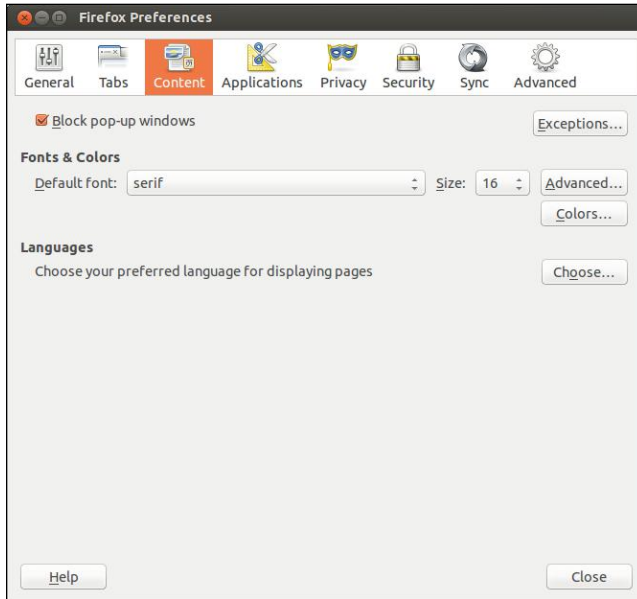 Firefox Preferences
General Tabs Content Applications Privacy Security Sync Advanced
Block pop-up windows Exceptions...
Fonts & Colors
Default font: serif Size: 16 Advanced...
Colors...
Languages
Choose your preferred language for displaying pages Choose...
Help Close